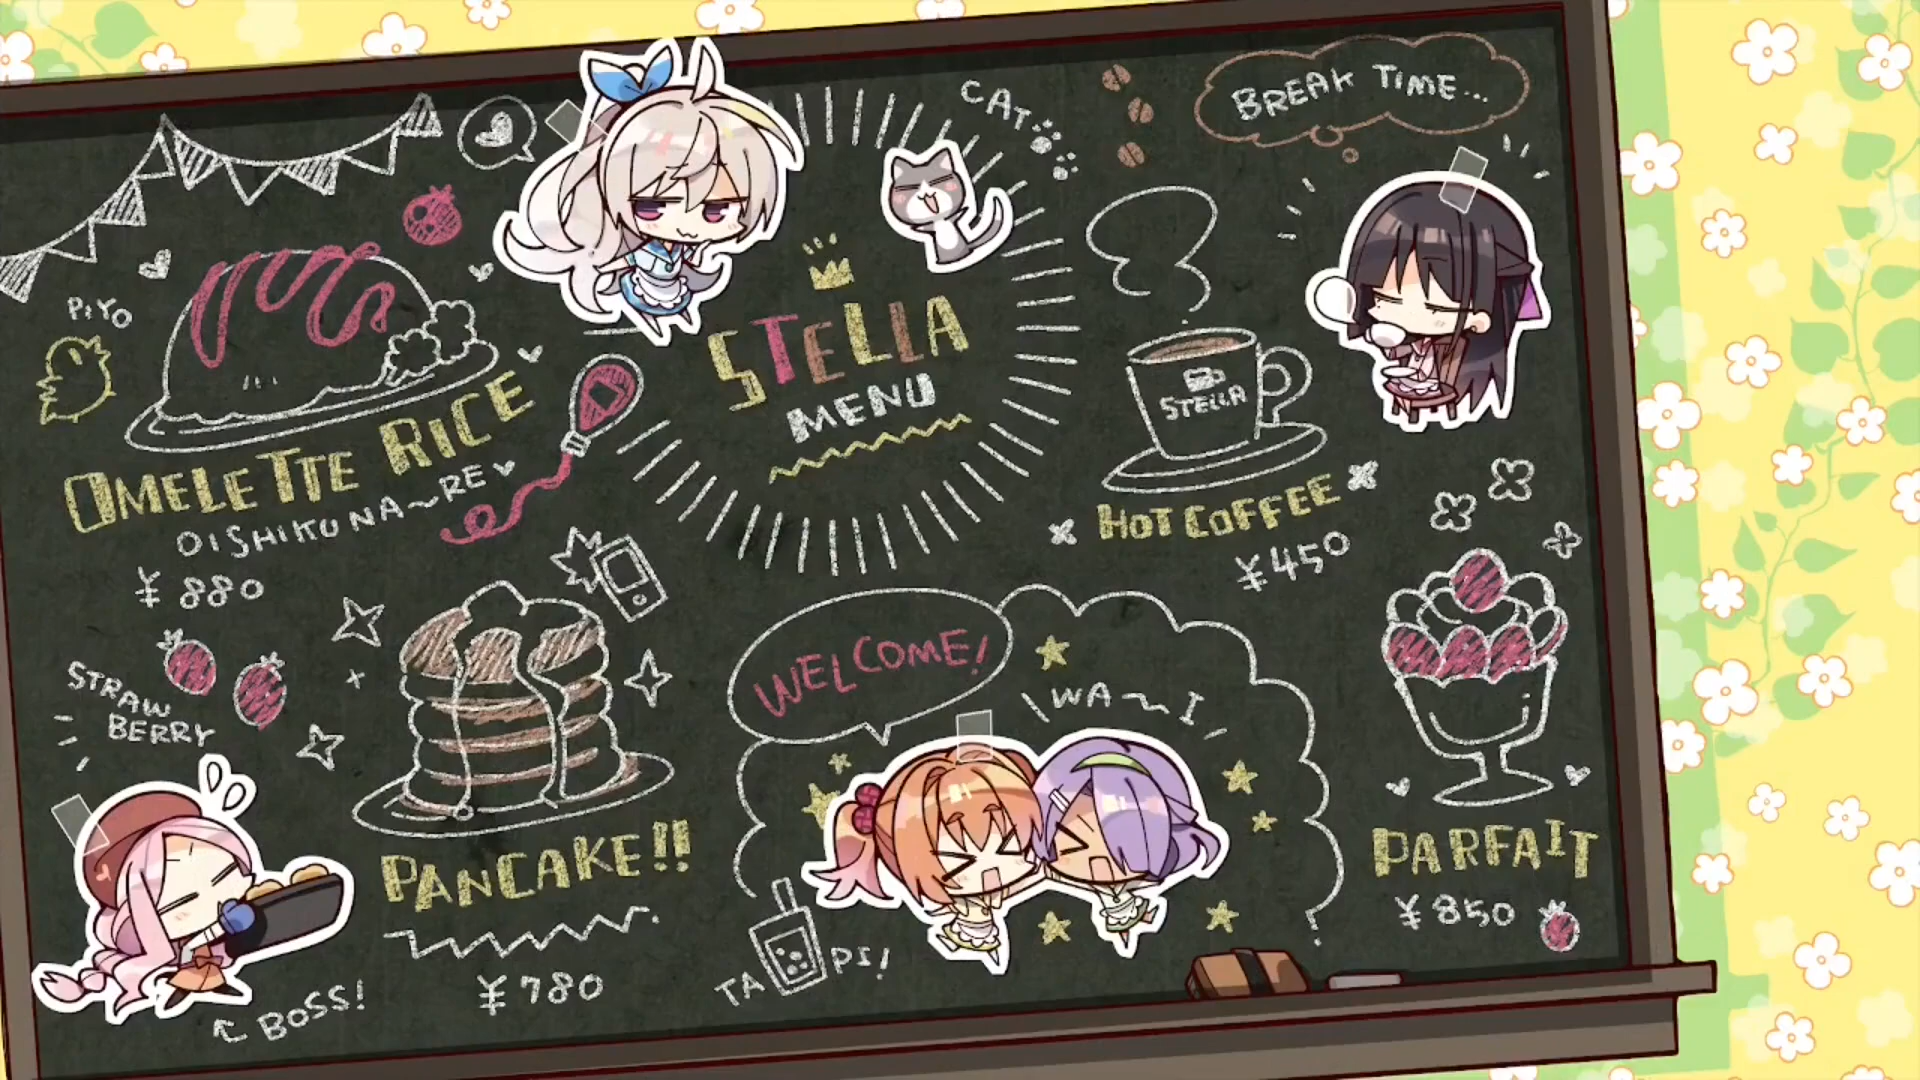 CAT
BREAK TIME...
PiYO
STELLA
MENU
STELLA
OMELETTE RICE
OISHIKUNA~RE♥
¥880
HOT COFFEE
¥450
STRAW
BERRY
WELCOME!
\WA~I
PANCAKE!!
¥780
BOSS!
TA PI!
PARFAIT
¥850